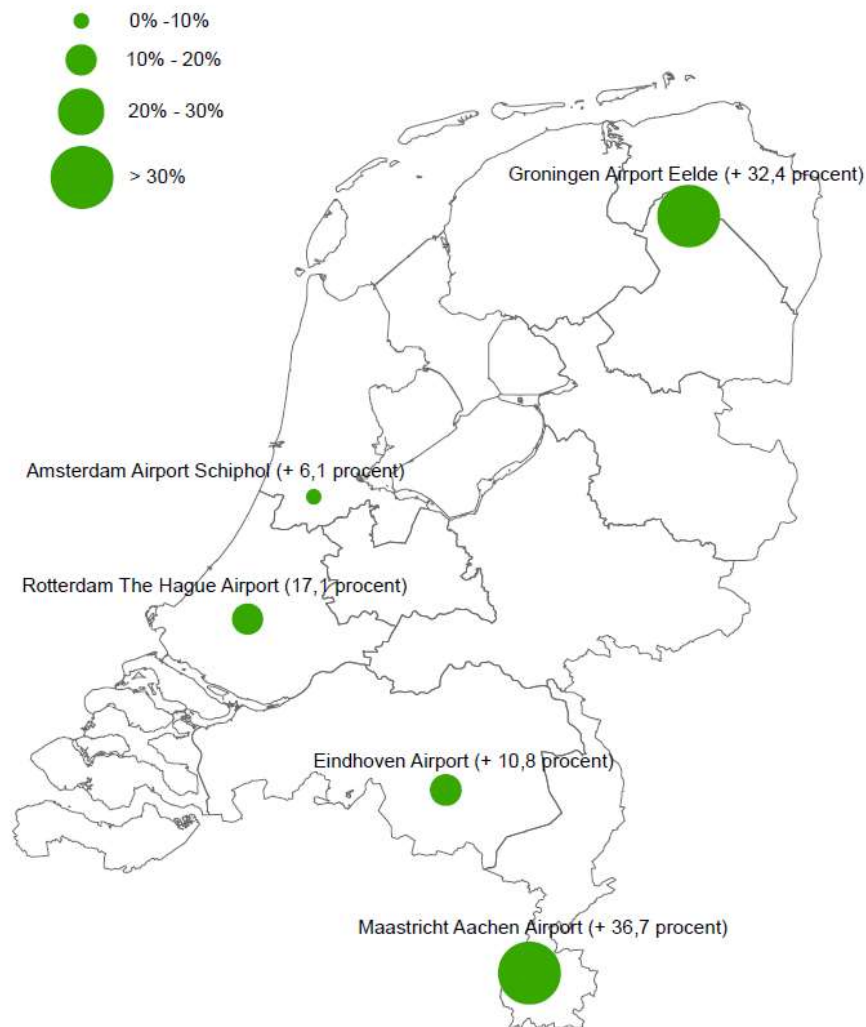 0% -10%
10% - 20%
20% - 30%
> 30%
Groningen Airport Eelde (+ 32,4 procent)
Amsterdam Airport Schiphol (+ 6,1 procent)
Rotterdam The Hague Airport (17,1 procent)
Eindhoven Airport (+ 10,8 procent)
Maastricht Aachen Airport (+ 36,7 procent)